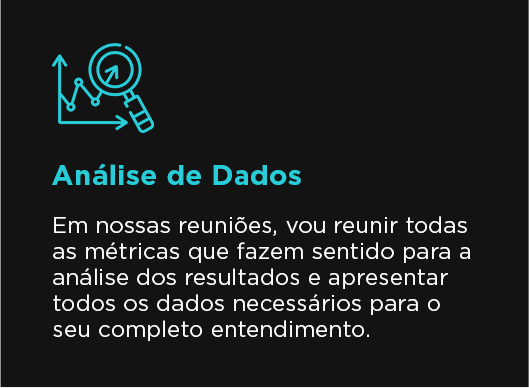 Análise de Dados
Em nossas reuniões, vou reunir todas
as métricas que fazem sentido para a
análise dos resultados e apresentar
todos os dados necessários para o
seu completo entendimento.